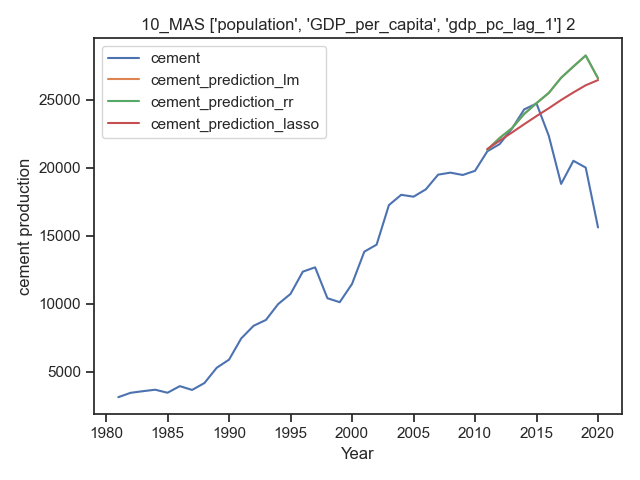 10_MAS ['population', 'GDP_per_capita', 'gdp_pc_lag_1'] 2
cement
cement_prediction_lm
cement_prediction_rr
cement_prediction_lasso
25000
20000
15000
10000
5000
cement production
1980 1985 1990 1995 2000 2005 2010 2015 2020
Year